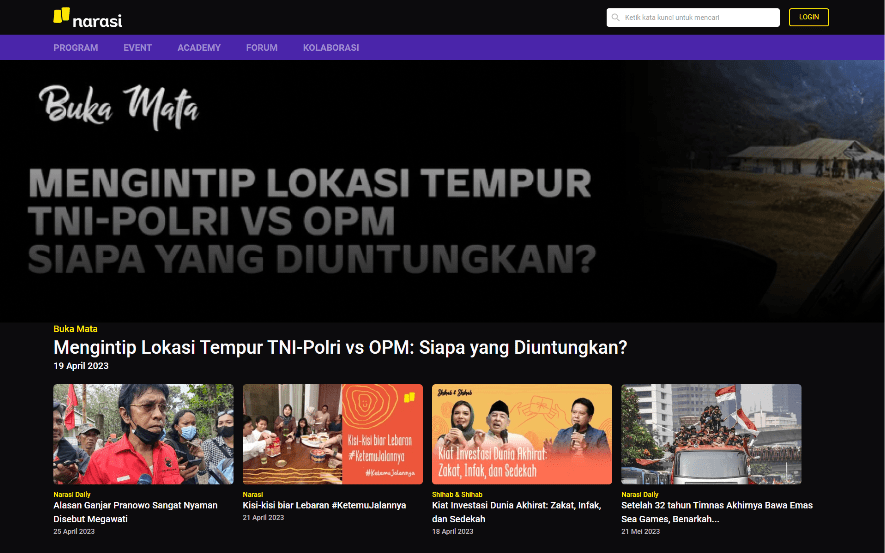 narasi
Ketik kata kunci untuk mencari
LOGIN
PROGRAM
EVENT
ACADEMY
FORUM
KOLABORASI
Buka Mata
MENGINTIP LOKASI TEMPUR
TNI-POLRI VS OPM
SIAPA YANG DIUNTUNGKAN?
Buka Mata
Mengintip Lokasi Tempur TNI-Polri vs OPM: Siapa yang Diuntungkan?
19 April 2023
Kisi-kisi biar Lebaran
#KetemuJalannya
#KetemuJalannya
Shihab & Shihab
Kiat Investasi Dunia Akhirat:
Zakat, Infak, dan Sedekah
Narasi Daily
Alasan Ganjar Pranowo Sangat Nyaman
Disebut Megawati
25 April 2023
Narasi
Kisi-kisi biar Lebaran #KetemuJalannya
21 April 2023
Shihab & Shihab
Kiat Investasi Dunia Akhirat: Zakat, Infak,
dan Sedekah
18 April 2023
Narasi Daily
Setelah 32 tahun Timnas Akhirnya Bawa Emas
Sea Games, Benarkah...
21 Mei 2023